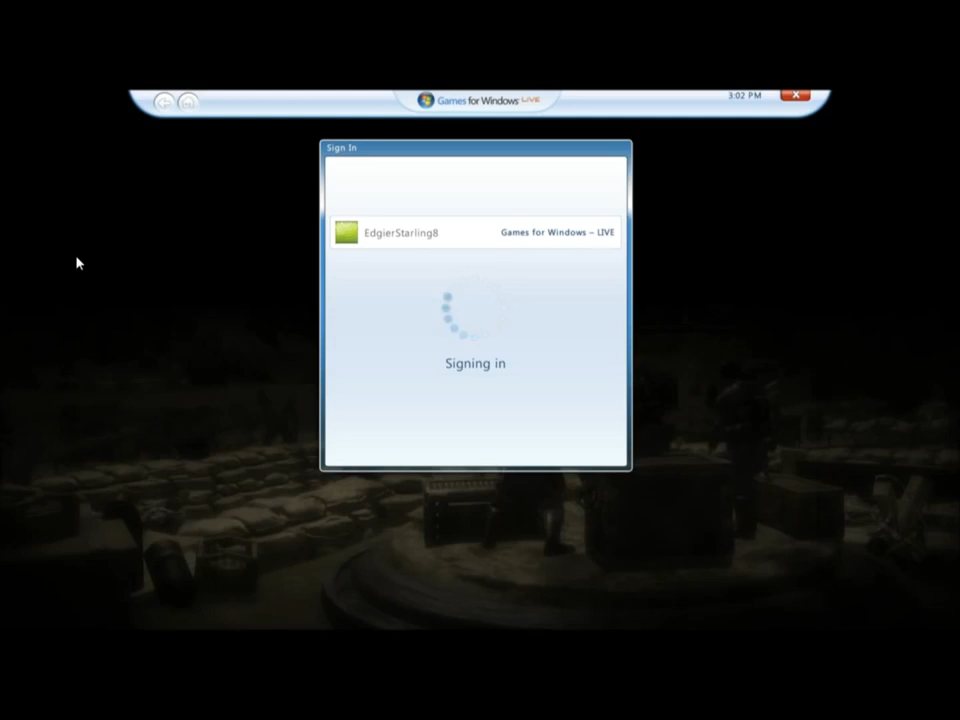 Games for Windows LIVE
3:02 PM
Sign In
EdgierStarling8
Games for Windows – LIVE
Signing in